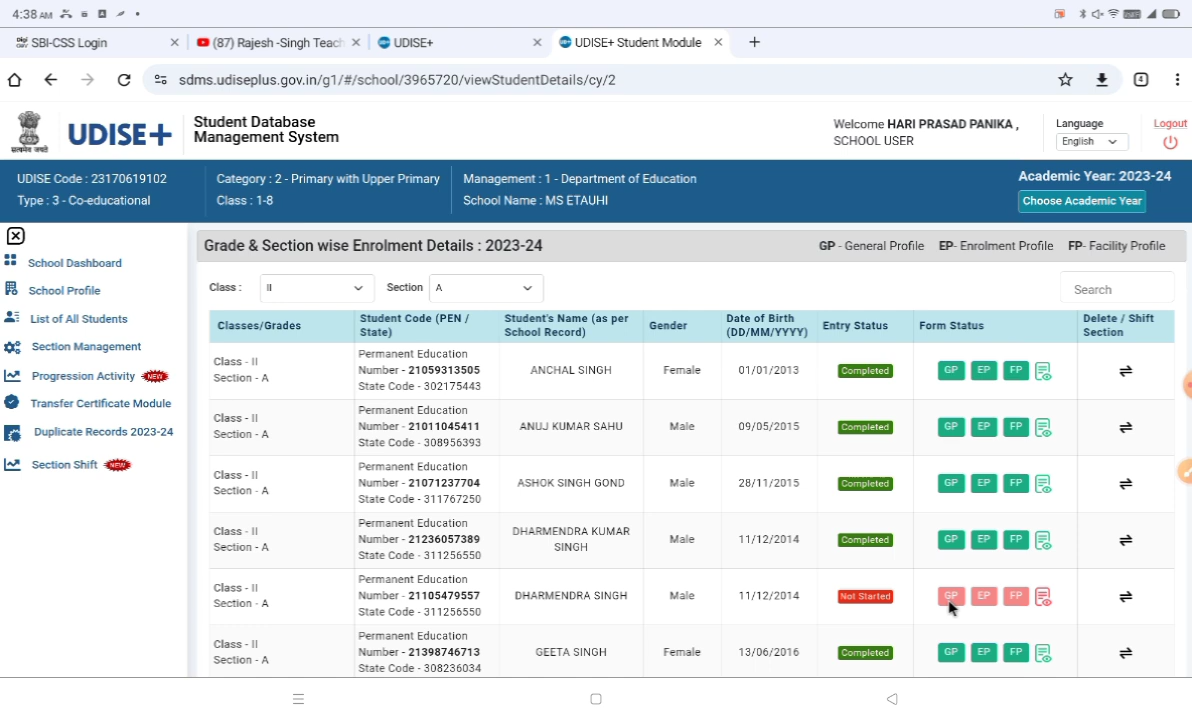 4:38 AM
SBI-CSS Login
(87) Rajesh -Singh Teach
UDISE+
UDISE+ Student Module
sdms.udiseplus.gov.in/g1/#/school/3965720/viewStudentDetails/cy/2
4
सत्यमेव जयते
UDISE+
Student Database
Management System
Welcome HARI PRASAD PANIKA ,
SCHOOL USER
Language
English
Logout
UDISE Code : 23170619102
Type : 3 - Co-educational
Category : 2 - Primary with Upper Primary
Class : 1-8
Management : 1 - Department of Education
School Name : MS ETAUHI
Academic Year: 2023-24
Choose Academic Year
School Dashboard
School Profile
List of All Students
Section Management
Progression Activity NEW
Transfer Certificate Module
Duplicate Records 2023-24
Section Shift NEW
Grade & Section wise Enrolment Details : 2023-24
GP - General Profile EP- Enrolment Profile FP- Facility Profile
Class : II Section A
Search
Classes/Grades
Student Code (PEN /
State)
Student's Name (as per
School Record)
Gender
Date of Birth
(DD/MM/YYYY)
Entry Status
Form Status
Delete / Shift
Section
Class - II
Section - A
Permanent Education
Number - 21059313505
State Code - 302175443
ANCHAL SINGH
Female
01/01/2013
Completed
GP EP FP
Class - II
Section - A
Permanent Education
Number - 21011045411
State Code - 308956393
ANUJ KUMAR SAHU
Male
09/05/2015
Completed
GP EP FP
Class - II
Section - A
Permanent Education
Number - 21071237704
State Code - 311767250
ASHOK SINGH GOND
Male
28/11/2015
Completed
GP EP FP
Class - II
Section - A
Permanent Education
Number - 21236057389
State Code - 311256550
DHARMENDRA KUMAR
SINGH
Male
11/12/2014
Completed
GP EP FP
Class - II
Section - A
Permanent Education
Number - 21105479557
State Code - 311256550
DHARMENDRA SINGH
Male
11/12/2014
Not Started
GP EP FP
Class - II
Section - A
Permanent Education
Number - 21398746713
State Code - 308236034
GEETA SINGH
Female
13/06/2016
Completed
GP EP FP